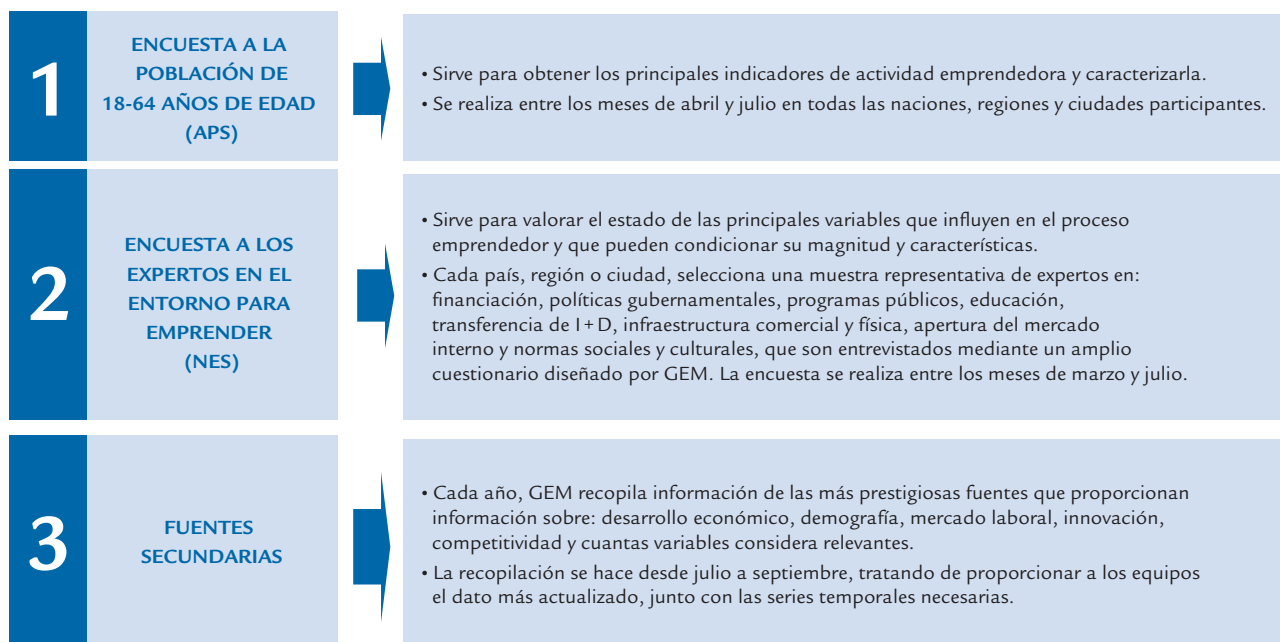 1
ENCUESTA A LA
POBLACIÓN DE
18-64 AÑOS DE EDAD
(APS)
• Sirve para obtener los principales indicadores de actividad emprendedora y caracterizarla.
• Se realiza entre los meses de abril y julio en todas las naciones, regiones y ciudades participantes.
2
ENCUESTA A LOS
EXPERTOS EN EL
ENTORNO PARA
EMPRENDER
(NES)
• Sirve para valorar el estado de las principales variables que influyen en el proceso
emprendedor y que pueden condicionar su magnitud y características.
• Cada país, región o ciudad, selecciona una muestra representativa de expertos en:
financiación, políticas gubernamentales, programas públicos, educación,
transferencia de I+D, infraestructura comercial y física, apertura del mercado
interno y normas sociales y culturales, que son entrevistados mediante un amplio
cuestionario diseñado por GEM. La encuesta se realiza entre los meses de marzo y julio.
3
FUENTES
SECUNDARIAS
• Cada año, GEM recopila información de las más prestigiosas fuentes que proporcionan
información sobre: desarrollo económico, demografía, mercado laboral, innovación,
competitividad y cuantas variables considera relevantes.
• La recopilación se hace desde julio a septiembre, tratando de proporcionar a los equipos
el dato más actualizado, junto con las series temporales necesarias.